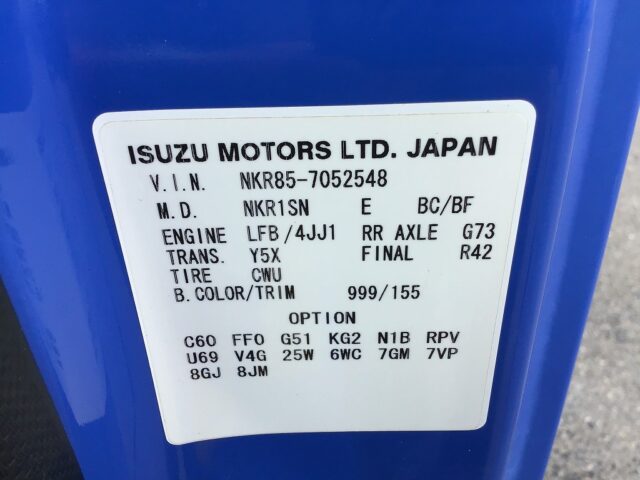 ISUZU MOTORS LTD. JAPAN
V.I.N. NKR85-7052548
M.D. NKR1SN E BC/BF
ENGINE LFB/4JJ1 RR AXLE G73
TRANS. Y5X FINAL R42
TIRE CWU
B.COLOR/TRIM 999/155
OPTION
C60 FF0 G51 KG2 N1B RPV
U69 V4G 25W 6WC 7GM 7VP
8GJ 8JM